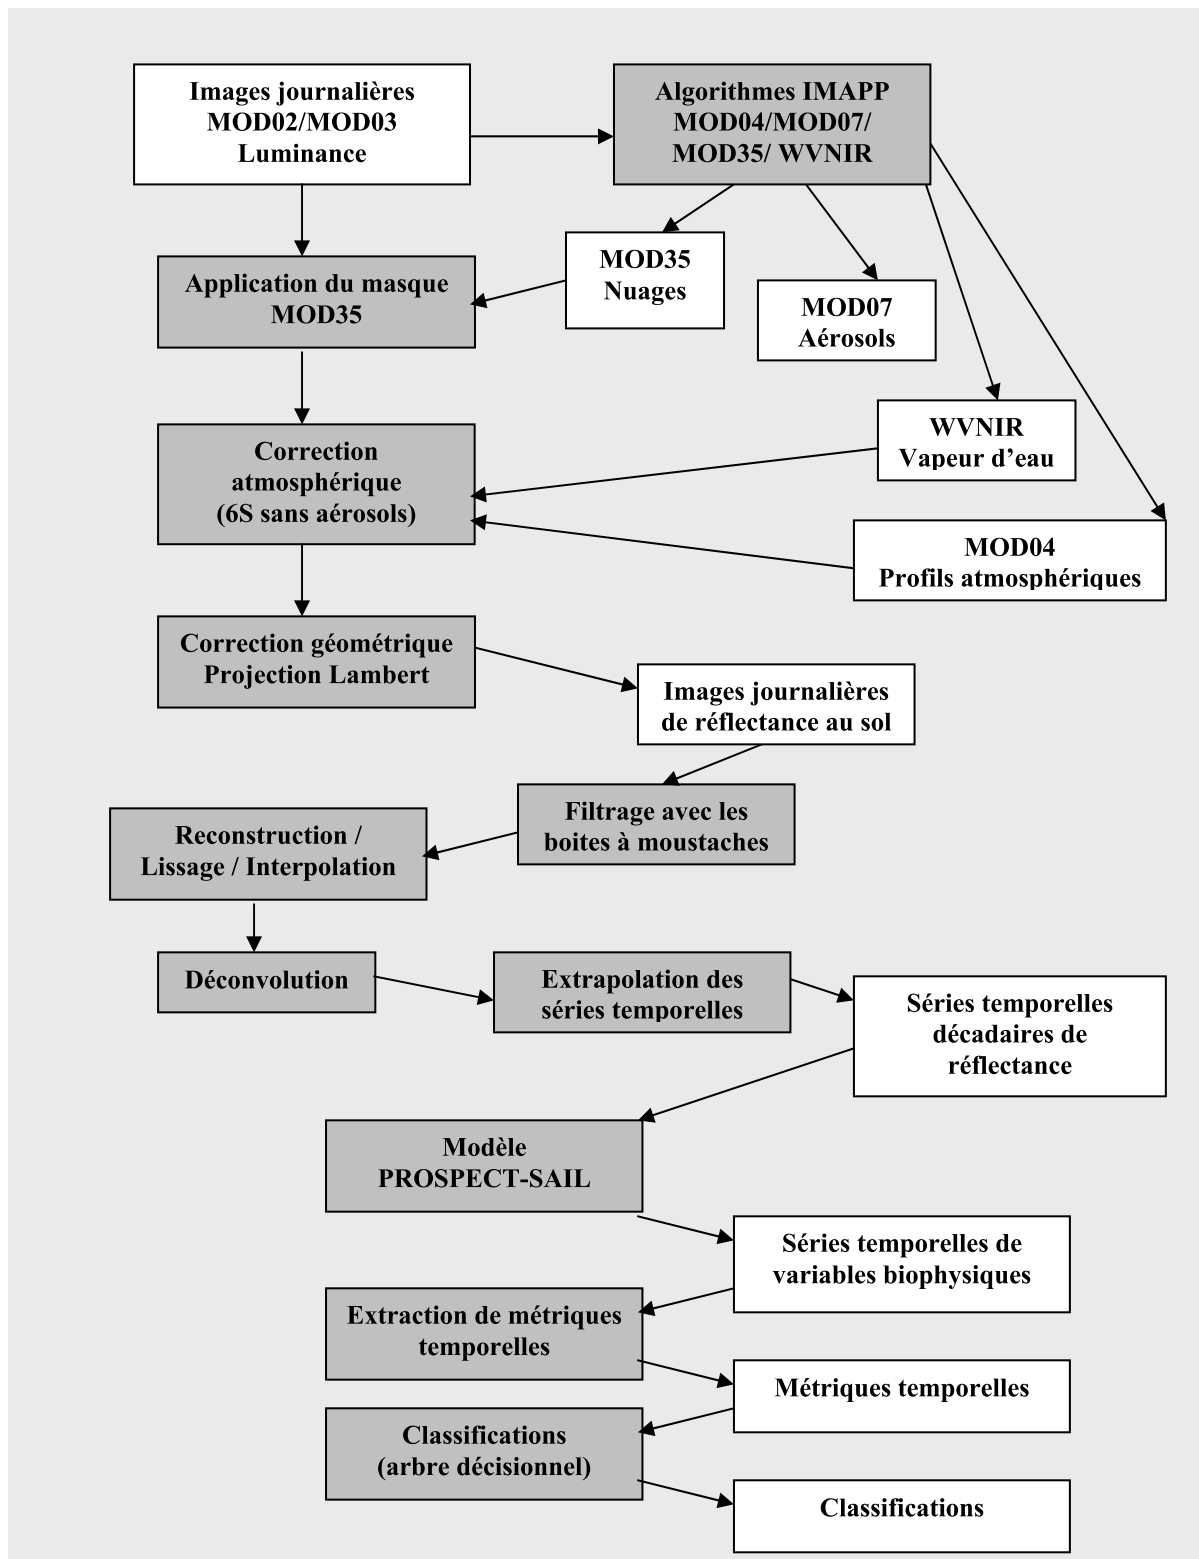 Images journalières
MOD02/MOD03
Luminance
Algorithmes IMAPP
MOD04/MOD07/
MOD35/ WVNIR
MOD35
Nuages
Application du masque
MOD35
MOD07
Aérosols
WVNIR
Vapeur d’eau
Correction
atmosphérique
(6S sans aérosols)
MOD04
Profils atmosphériques
Correction géométrique
Projection Lambert
Images journalières
de réflectance au sol
Filtrage avec les
boites à moustaches
Reconstruction /
Lissage / Interpolation
Déconvolution
Extrapolation des
séries temporelles
Séries temporelles
décadaires de
réflectance
Modèle
PROSPECT-SAIL
Séries temporelles de
variables biophysiques
Extraction de métriques
temporelles
Métriques temporelles
Classifications
(arbre décisionnel)
Classifications